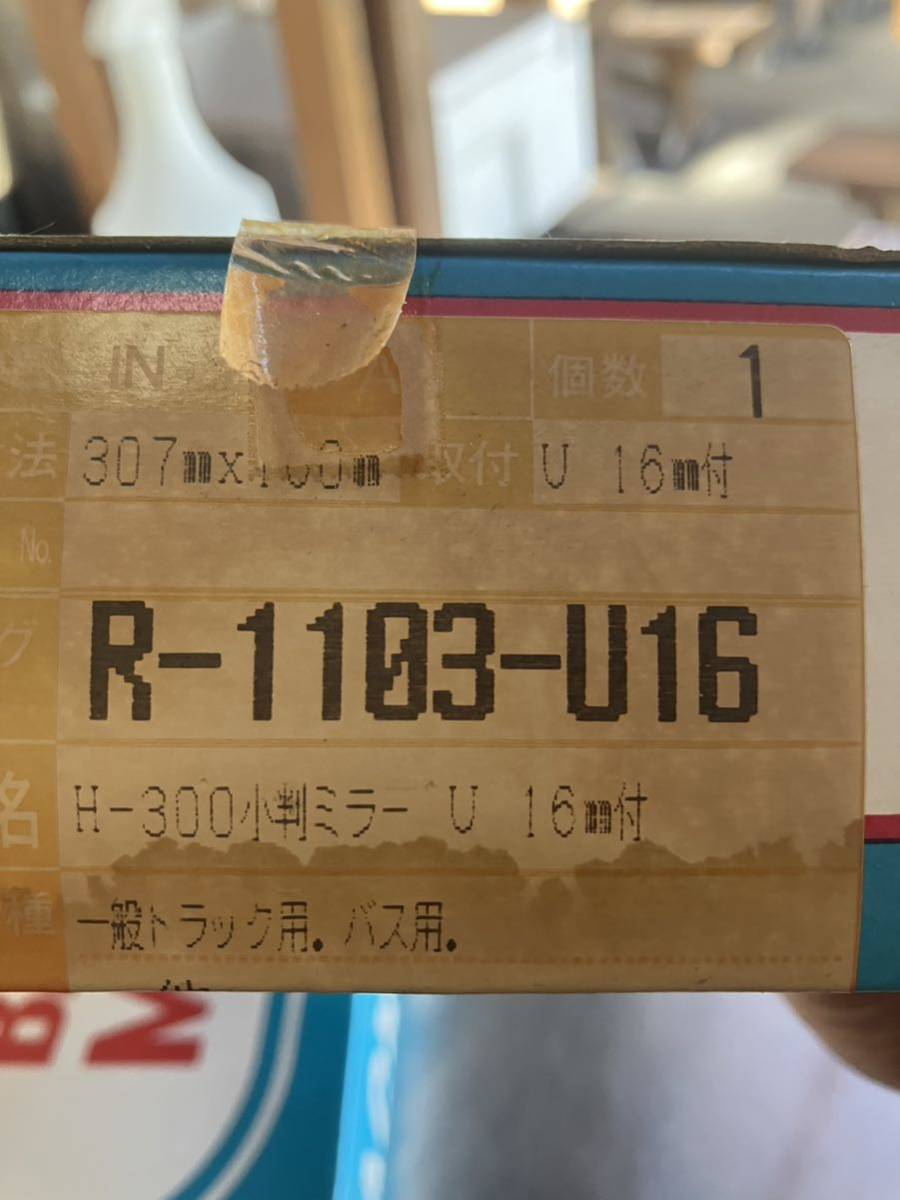 IN A 個数 1
法 307mm×160mm 取付 U 16mm付
No.
グ R-1103-U16
名 H-300小判ミラー U 16mm付
種 一般トラック用。バス用。